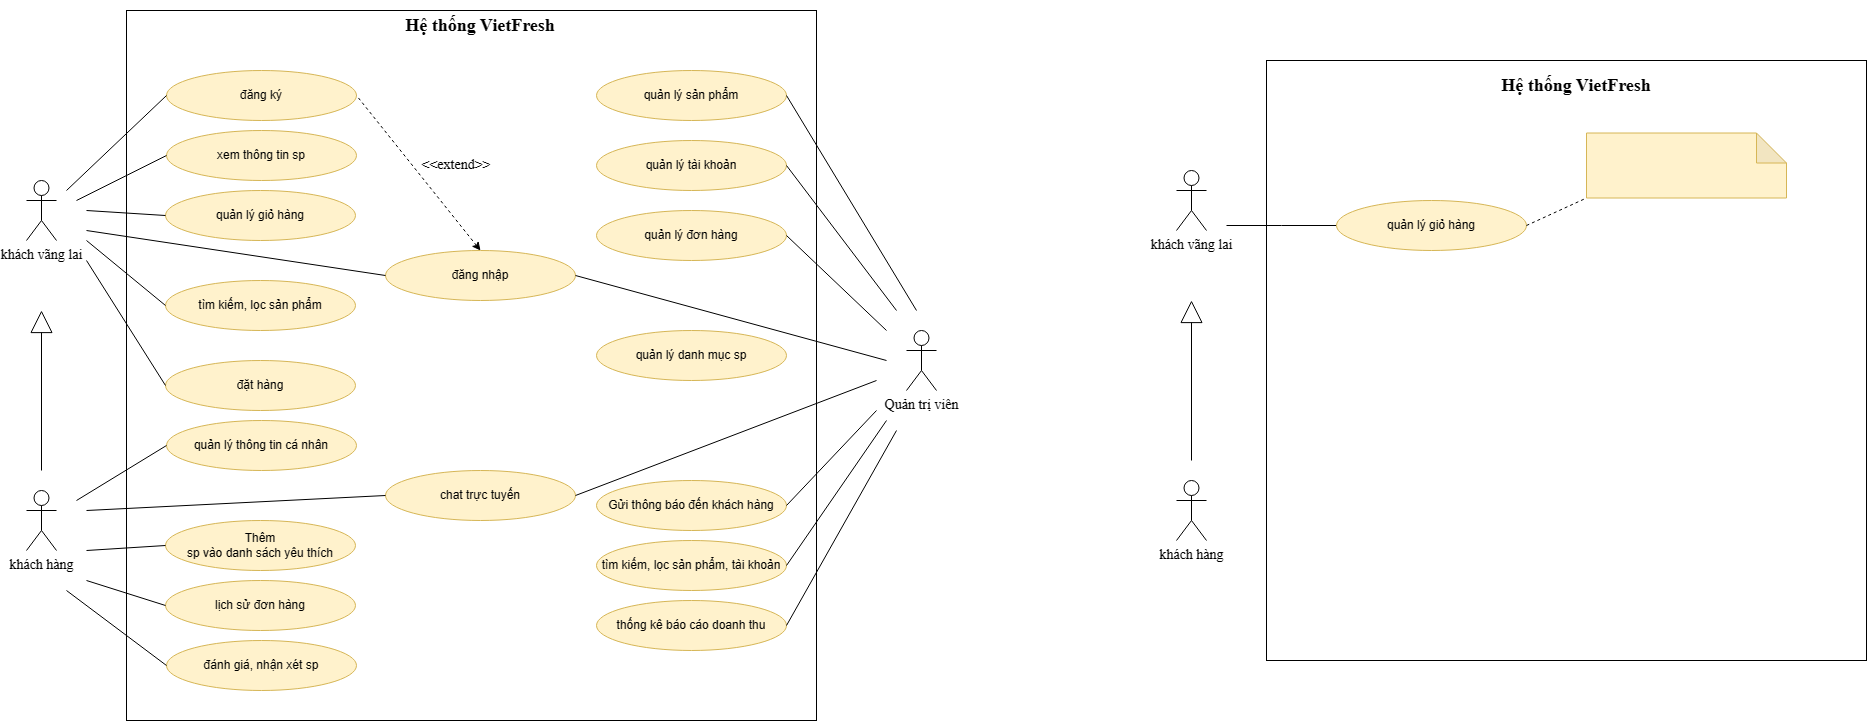 Hệ thống VietFresh
đăng ký
xem thông tin sp
quản lý giỏ hàng
<<extend>>
đăng nhập
tìm kiếm, lọc sản phẩm
đặt hàng
quản lý thông tin cá nhân
chat trực tuyến
Thêm
sp vào danh sách yêu thích
lịch sử đơn hàng
đánh giá, nhận xét sp
quản lý sản phẩm
quản lý tài khoản
quản lý đơn hàng
quản lý danh mục sp
Gửi thông báo đến khách hàng
tìm kiếm, lọc sản phẩm, tài khoản
thống kê báo cáo doanh thu
khách vãng lai
khách hàng
Quản trị viên
Hệ thống VietFresh
quản lý giỏ hàng
khách vãng lai
khách hàng